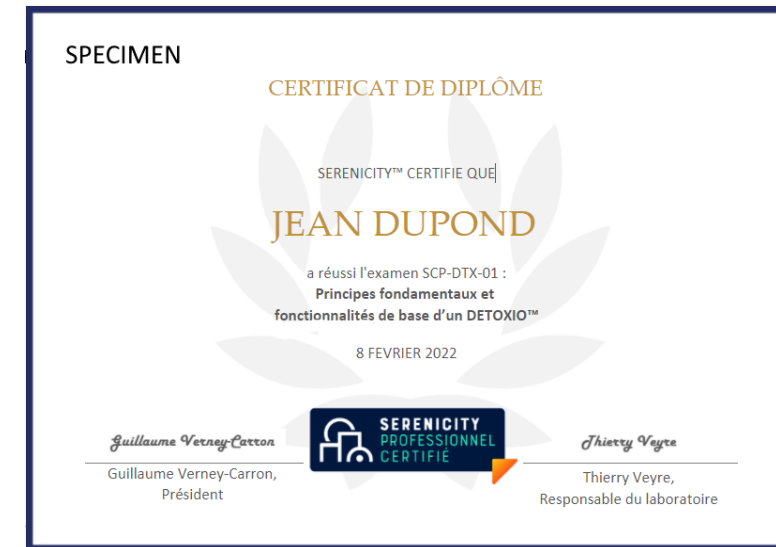 SPECIMEN
CERTIFICAT DE DIPLÔME
SERENICITY™ CERTIFIE QUE
JEAN DUPOND
a réussi l'examen SCP-DTX-01 :
Principes fondamentaux et
fonctionnalités de base d'un DETOXIO™
8 FEVRIER 2022
Guillaume Verney-Carron
Guillaume Verney-Carron,
Président
SERENICITY
PROFESSIONNEL
CERTIFIÉ
Thierry Veyre
Thierry Veyre,
Responsable du laboratoire